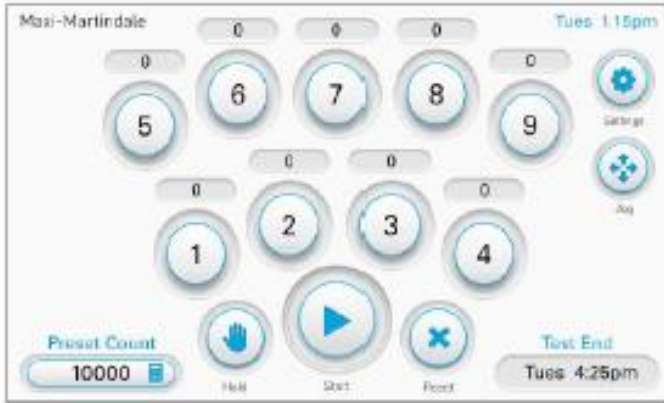 Maxi-Martindale
Tues 1.15pm
0 0 0
0 0
6 7 8
5 9
Settings
0 0
0 0
2 3
1 4
Preset Count
10000
Hold
Start
Reset
Test End
Tues 4:25pm